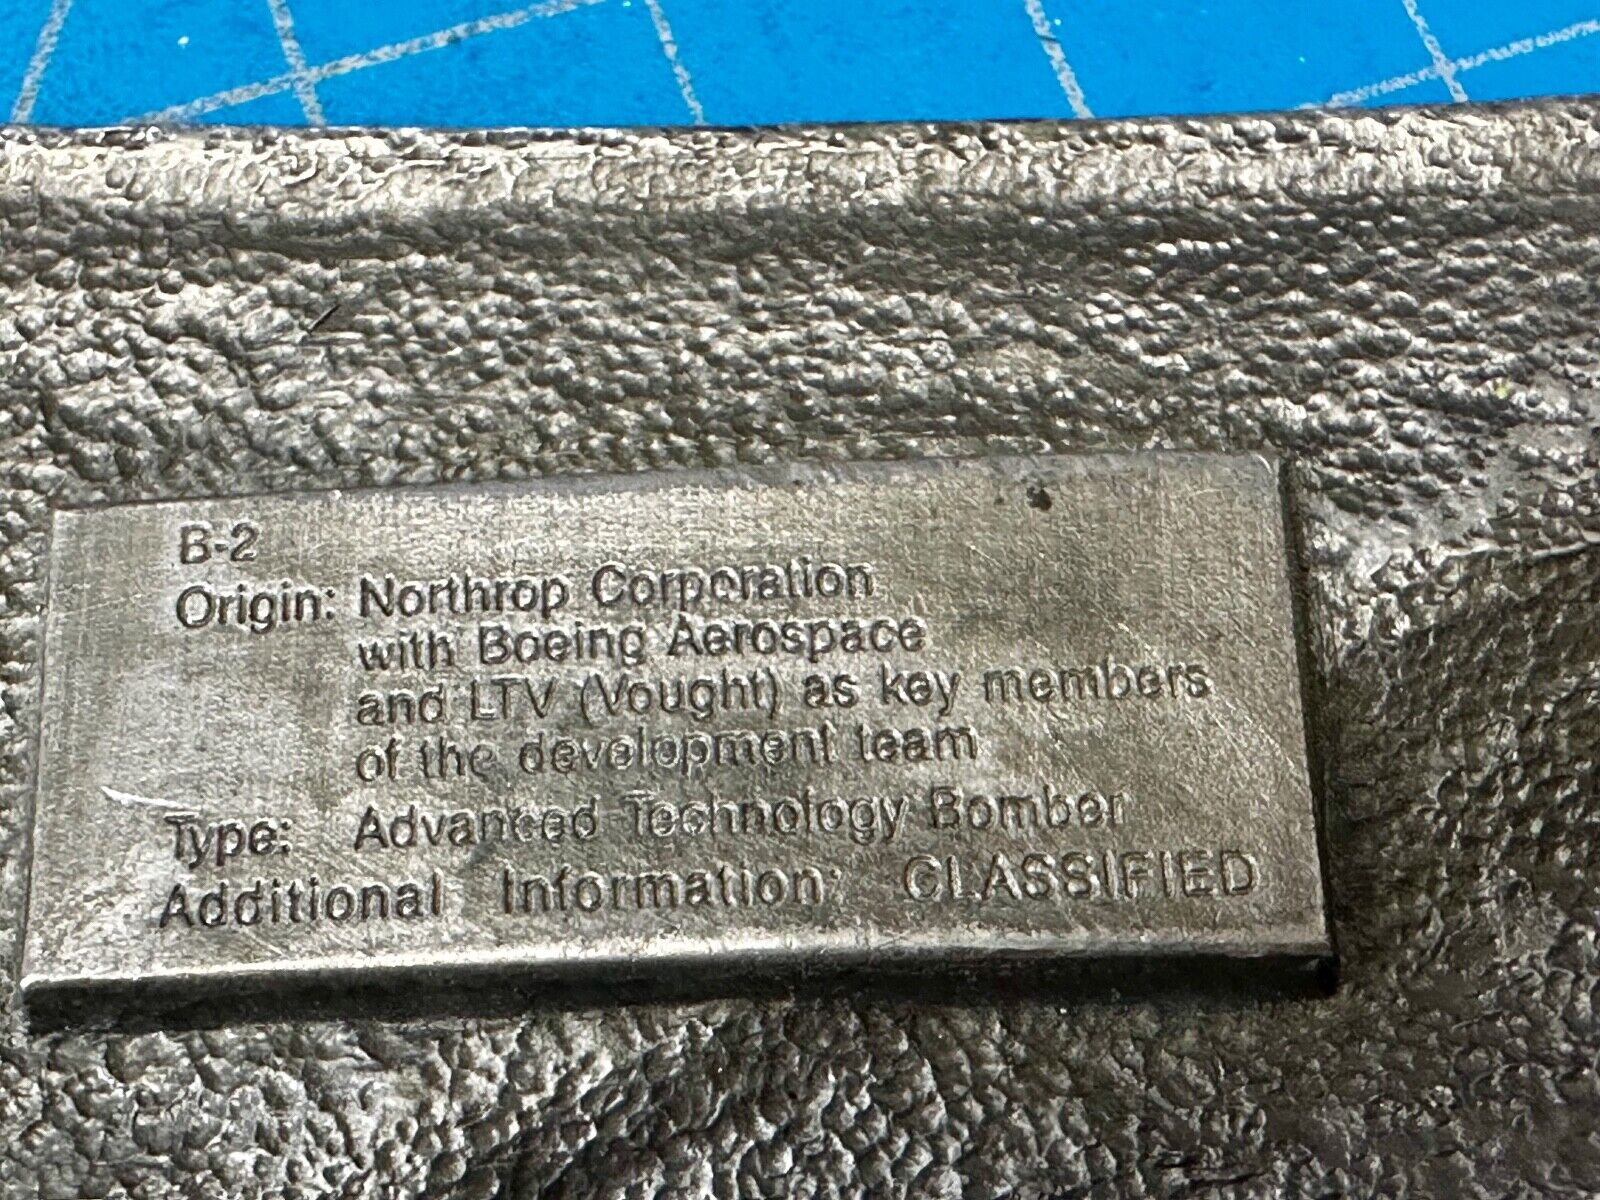 B-2
Origin: Northrop Corporation
with Boeing Aerospace
and LTV (Vought) as key members
of the development team
Type: Advanced Technology Bomber
Additional Information: CLASSIFIED